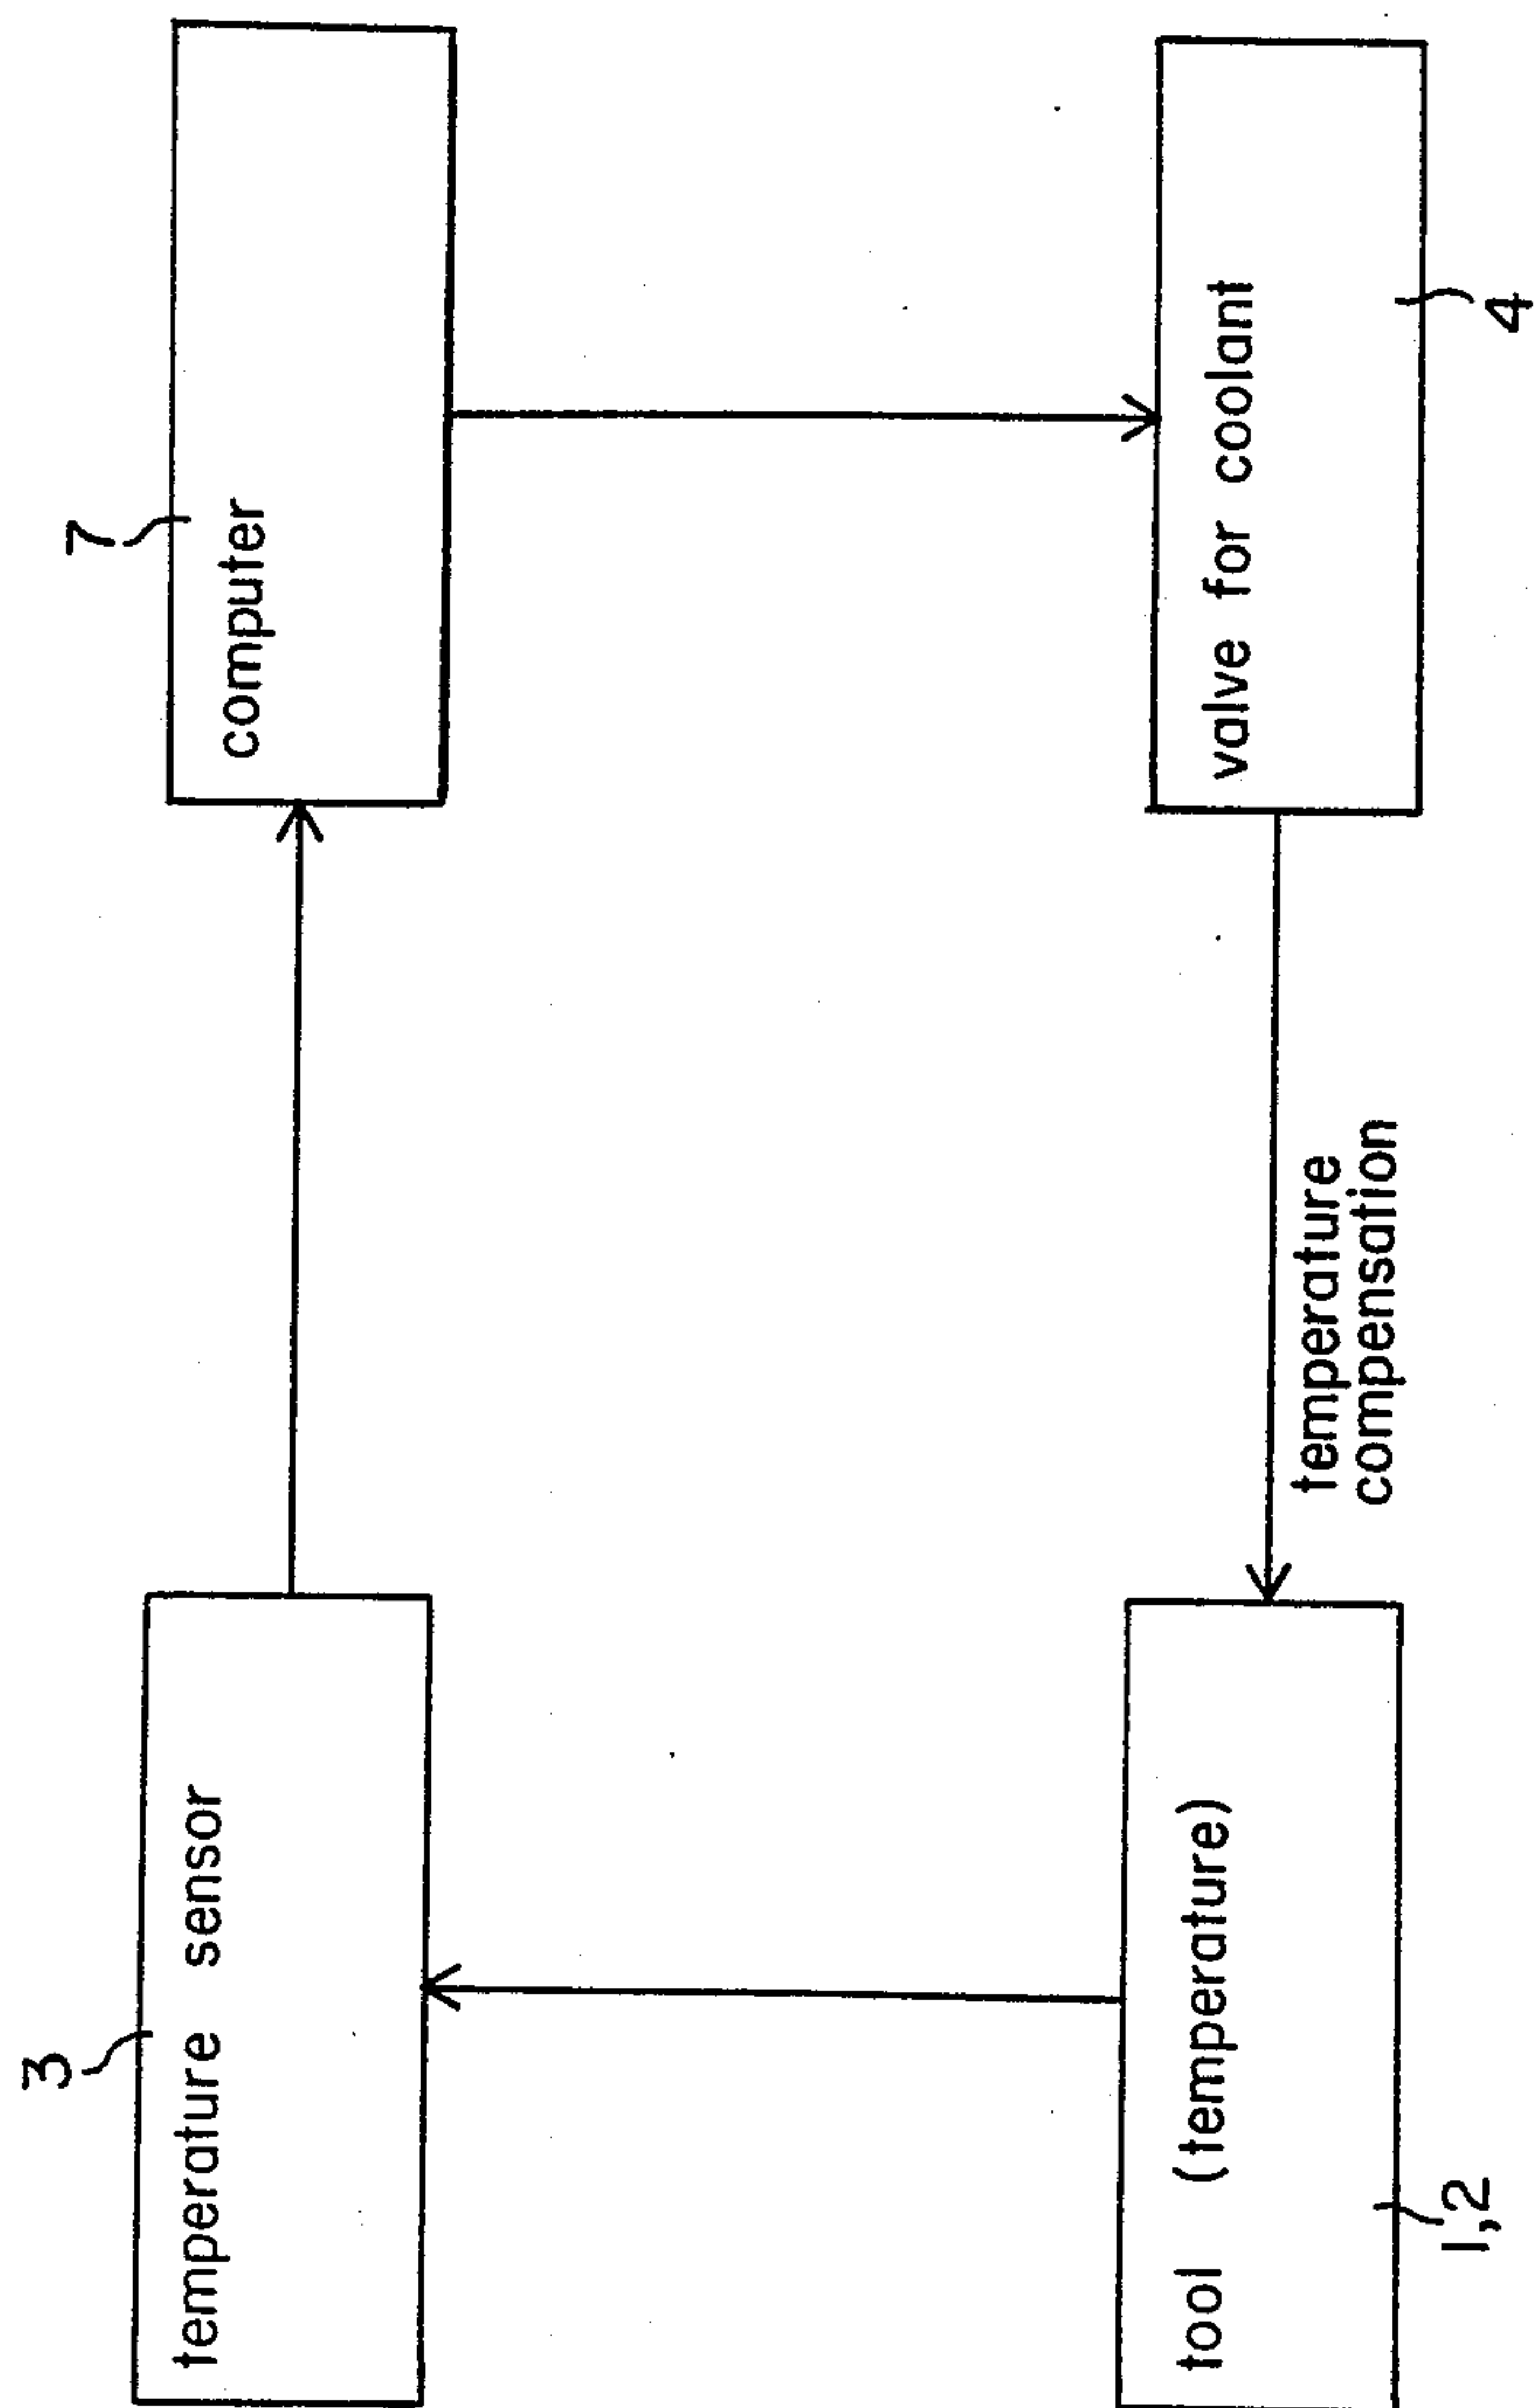 3
temperature sensor
7
computer
tool (temperature)
1,2
temperature
compensation
valve for coolant
4